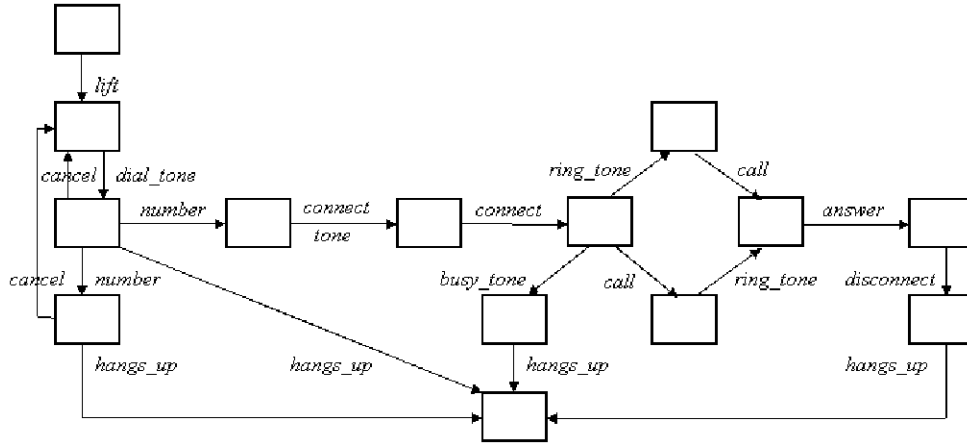 lift
ring_tone
call
cancel
dial_tone
number
connect
tone
connect
answer
cancel
number
busy_tone
call
ring_tone
disconnect
hangs_up
hangs_up
hangs_up
hangs_up